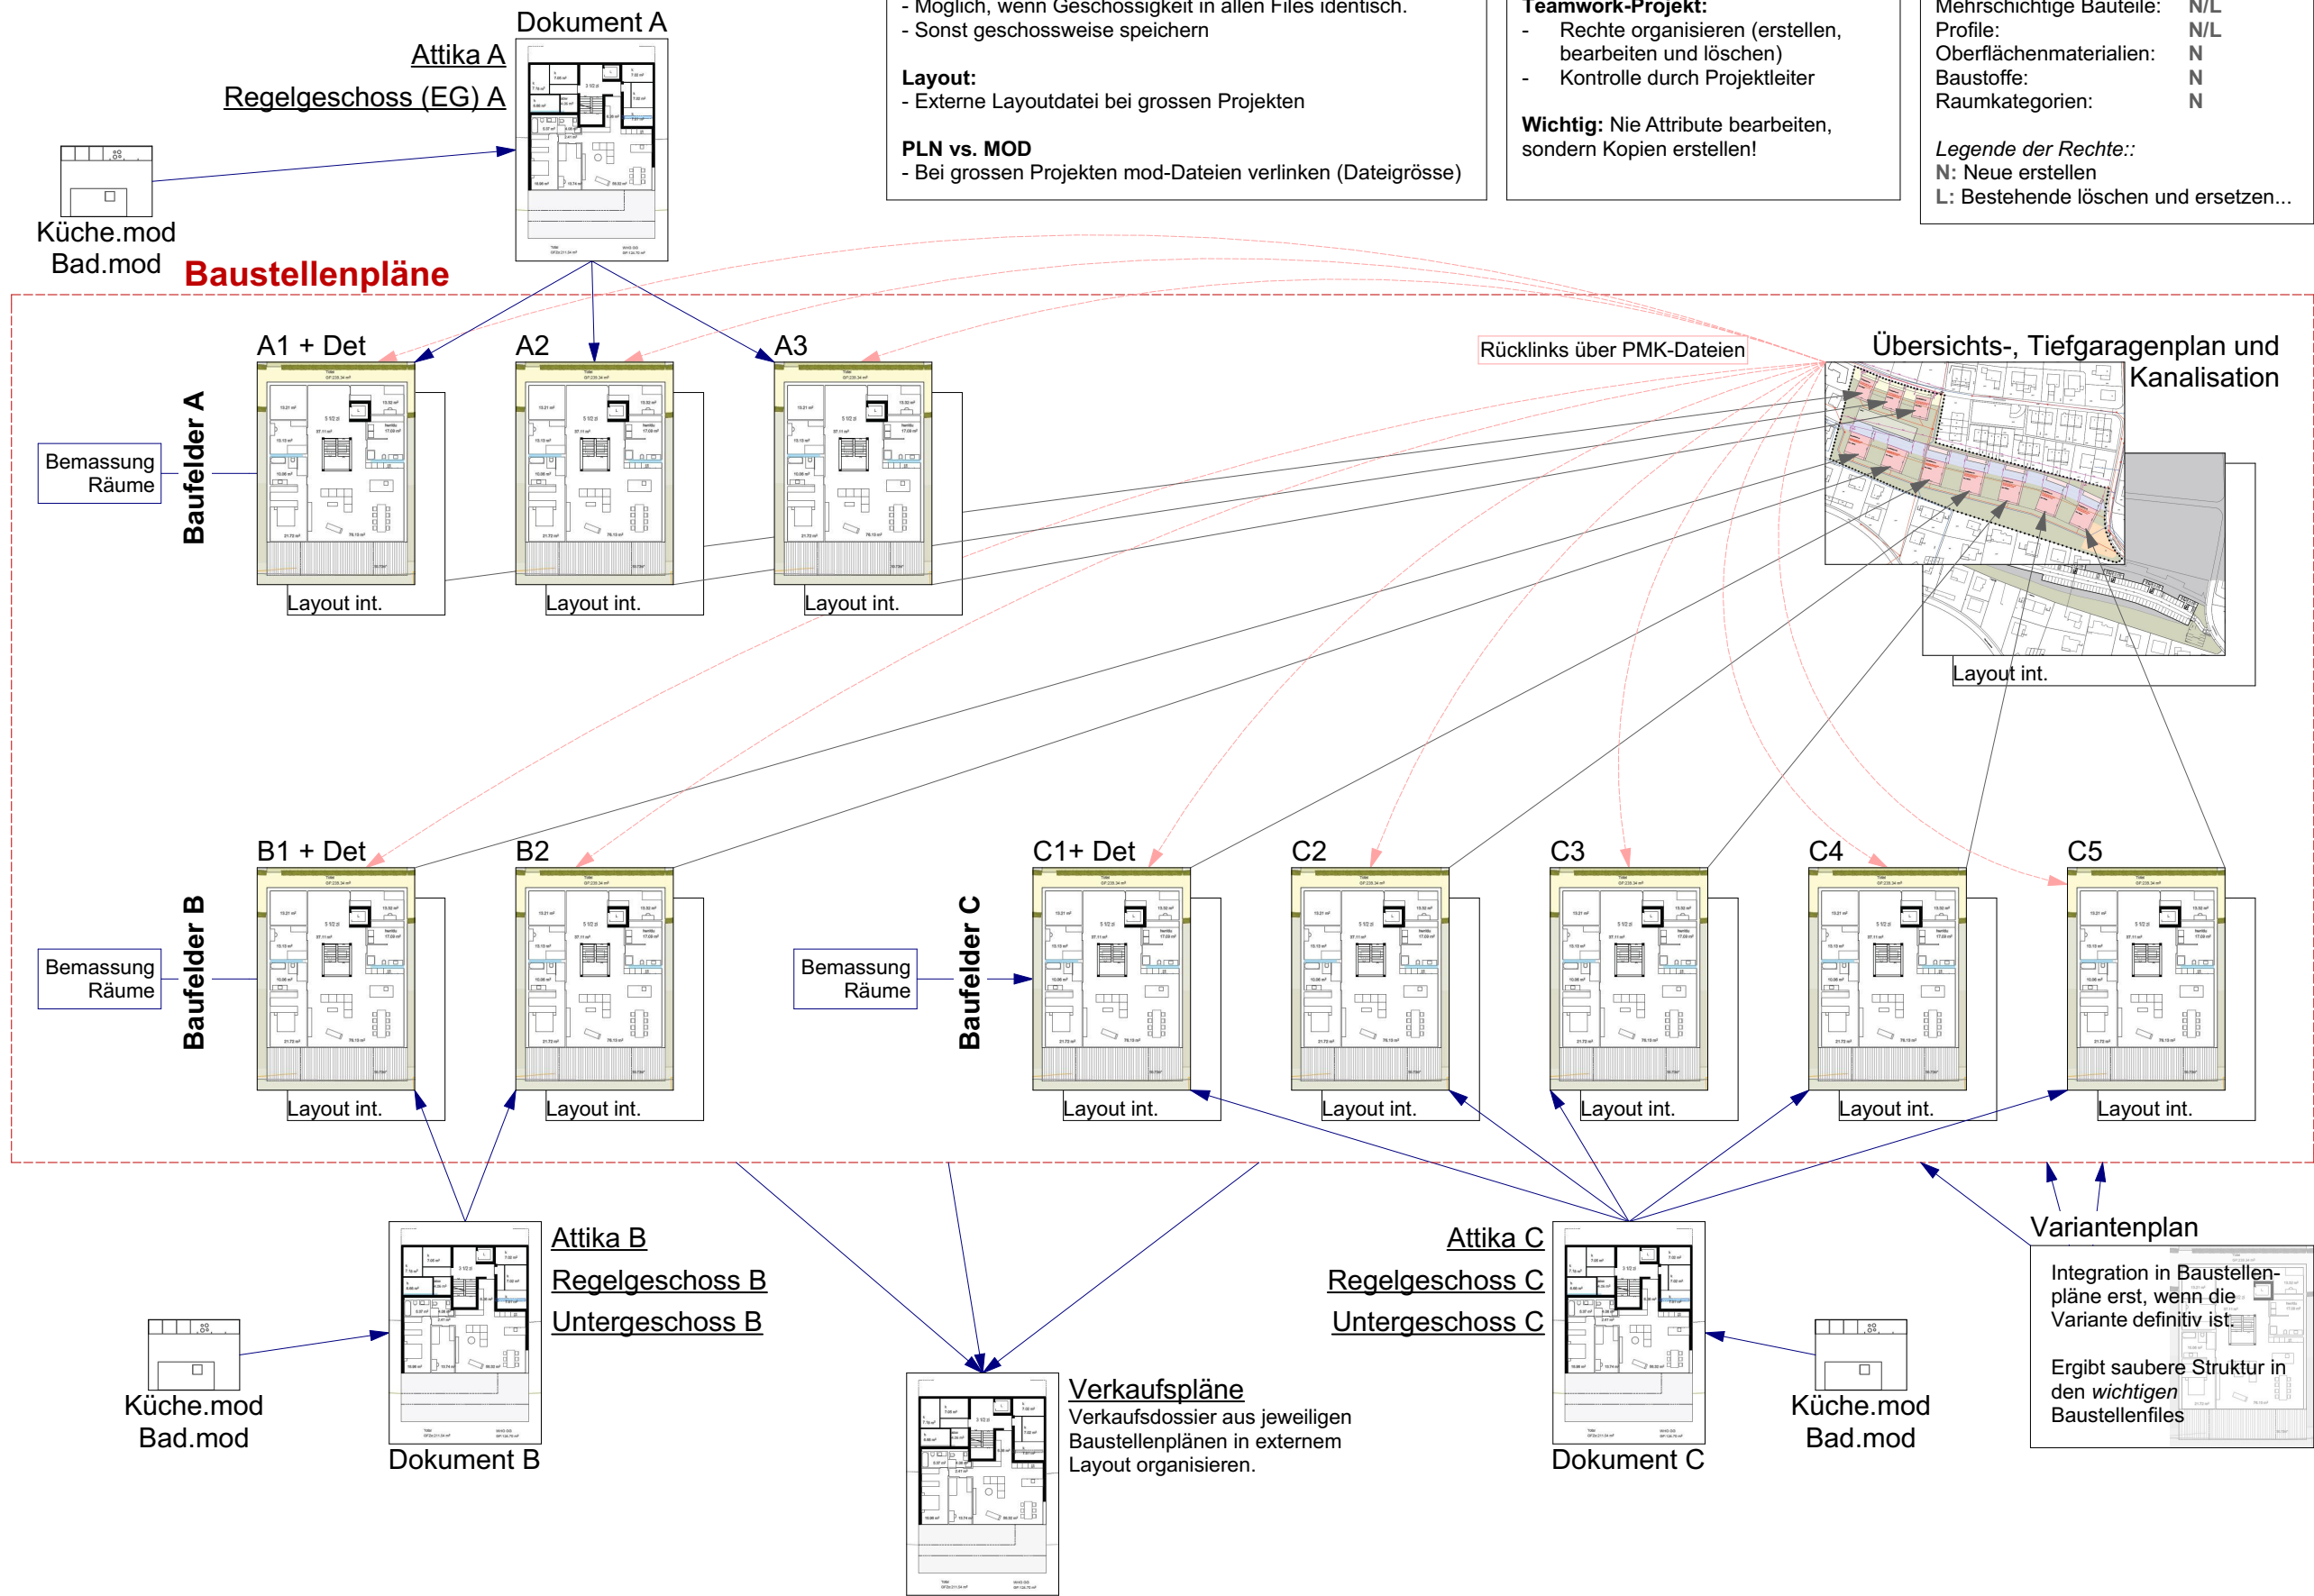 Dokument A
Attika A
Regelgeschoss (EG) A
Küche.mod
Bad.mod
- Möglich, wenn Geschossigkeit in allen Files identisch.
- Sonst geschossweise speichern
Layout:
- Externe Layoutdatei bei grossen Projekten
PLN vs. MOD
- Bei grossen Projekten mod-Dateien verlinken (Dateigrösse)
Teamwork-Projekt:
- Rechte organisieren (erstellen,
bearbeiten und löschen)
- Kontrolle durch Projektleiter
Wichtig: Nie Attribute bearbeiten,
sondern Kopien erstellen!
Mehrschichtige Bauteile: N/L
Profile: N/L
Oberflächenmaterialien: N
Baustoffe: N
Raumkategorien: N
Legende der Rechte::
N: Neue erstellen
L: Bestehende löschen und ersetzen...
Baustellenpläne
A1 + Det
A2
A3
Rücklinks über PMK-Dateien
Übersichts-, Tiefgaragenplan und
Kanalisation
Bemassung
Räume
Baufelder A
Layout int.
Layout int.
Layout int.
Layout int.
B1 + Det
B2
C1+ Det
C2
C3
C4
C5
Bemassung
Räume
Baufelder B
Bemassung
Räume
Baufelder C
Layout int.
Layout int.
Layout int.
Layout int.
Layout int.
Layout int.
Layout int.
Attika B
Regelgeschoss B
Untergeschoss B
Küche.mod
Bad.mod
Dokument B
Verkaufspläne
Verkaufsdossier aus jeweiligen
Baustellenplänen in externem
Layout organisieren.
Attika C
Regelgeschoss C
Untergeschoss C
Dokument C
Küche.mod
Bad.mod
Variantenplan
Integration in Baustellen-
pläne erst, wenn die
Variante definitiv ist.
Ergibt saubere Struktur in
den wichtigen
Baustellenfiles